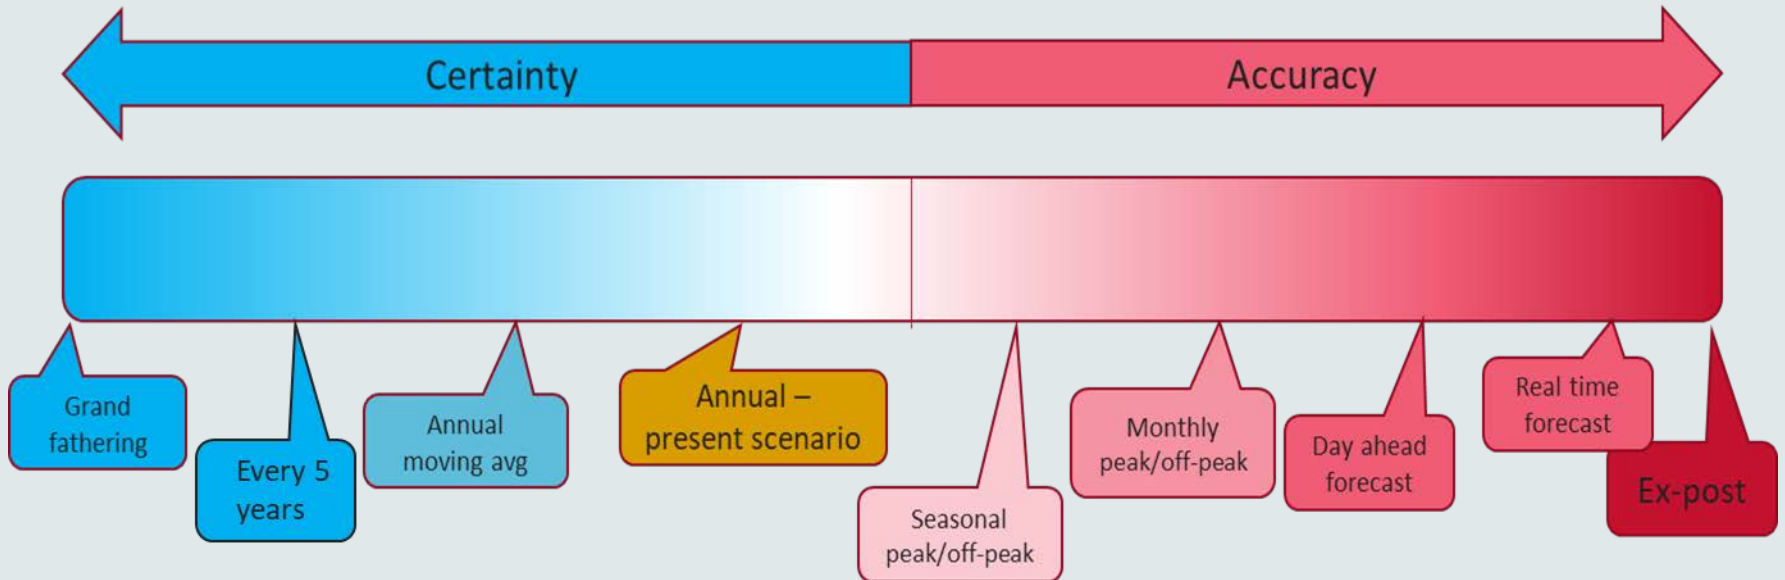 Certainty
Accuracy
Grand
fathering
Every 5
years
Annual
moving avg
Annual –
present scenario
Seasonal
peak/off-peak
Monthly
peak/off-peak
Day ahead
forecast
Real time
forecast
Ex-post